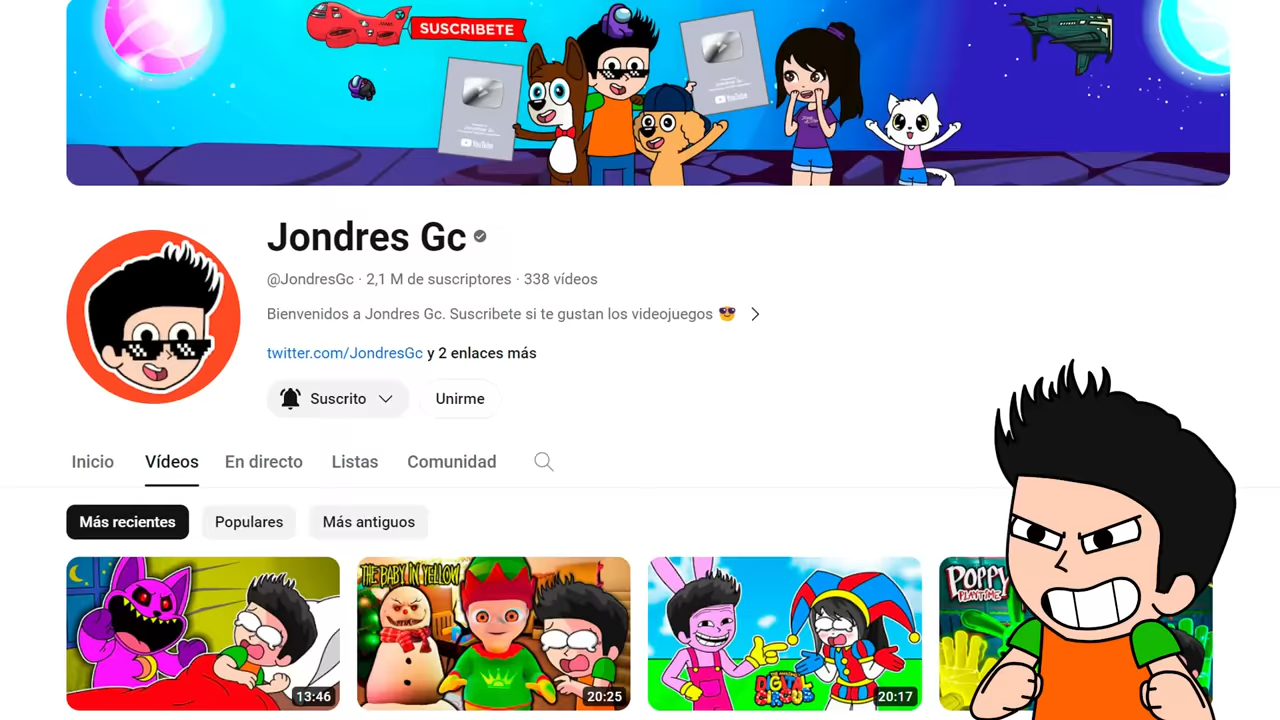 SUSCRIBETE
YouTube
YouTube
Jondres Gc
@JondresGc · 2,1 M de suscriptores · 338 vídeos
Bienvenidos a Jondres Gc. Suscribete si te gustan los videojuegos 😎
twitter.com/JondresGc y 2 enlaces más
Suscrito Unirme
Inicio Vídeos En directo Listas Comunidad
Más recientes Populares Más antiguos
THE BABY IN YELLOW
POPPY
PLAYTIME
DIGITAL
CIRCUS
13:46
20:25
20:17